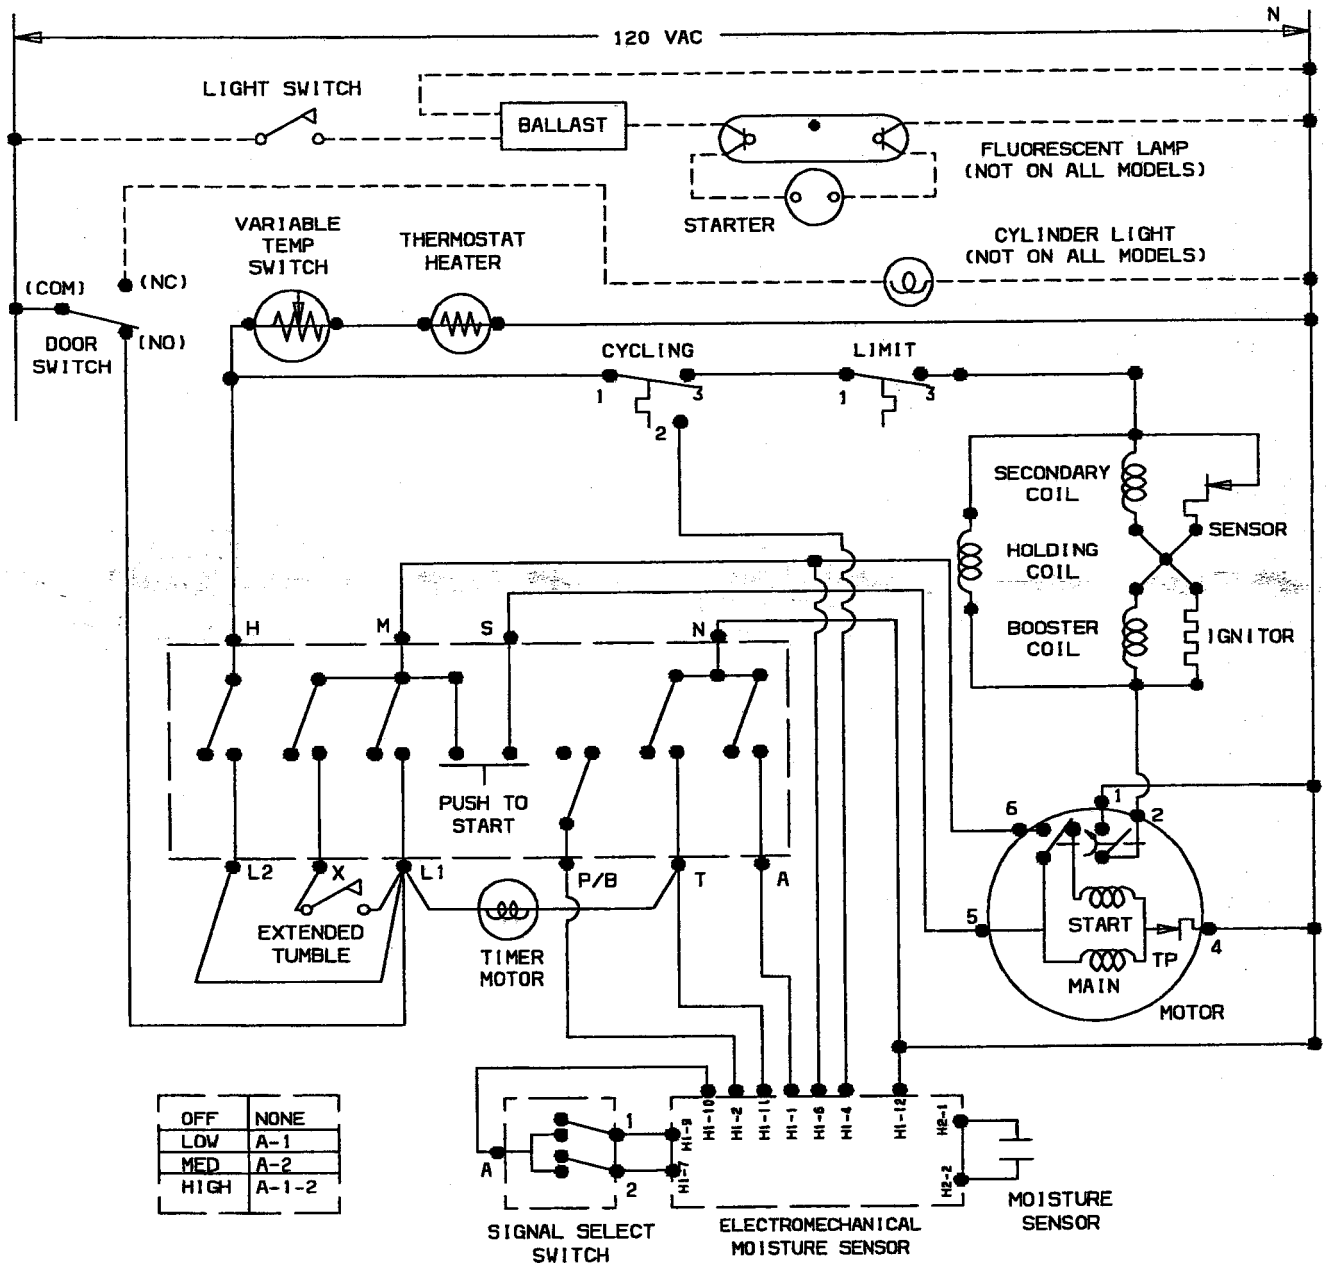 N
120 VAC
LIGHT SWITCH
BALLAST
FLUORESCENT LAMP
(NOT ON ALL MODELS)
STARTER
VARIABLE
TEMP
SWITCH
THERMOSTAT
HEATER
CYLINDER LIGHT
(NOT ON ALL MODELS)
(COM)
(NC)
(NO)
DOOR
SWITCH
CYCLING
LIMIT
1
3
2
1
3
SECONDARY
COIL
SENSOR
HOLDING
COIL
BOOSTER
COIL
IGNITOR
H
M
S
N
PUSH TO
START
6
1
2
L2
X
L1
P/B
T
A
EXTENDED
TUMBLE
TIMER
MOTOR
5
START
TP
4
MAIN
MOTOR
OFF NONE
LOW A-1
MED A-2
HIGH A-1-2
A
1
2
H1-9
H1-7
H1-10
H1-2
H1-11
H1-1
H1-6
H1-4
H1-12
H2-1
H2-2
SIGNAL SELECT
SWITCH
ELECTROMECHANICAL
MOISTURE SENSOR
MOISTURE
SENSOR